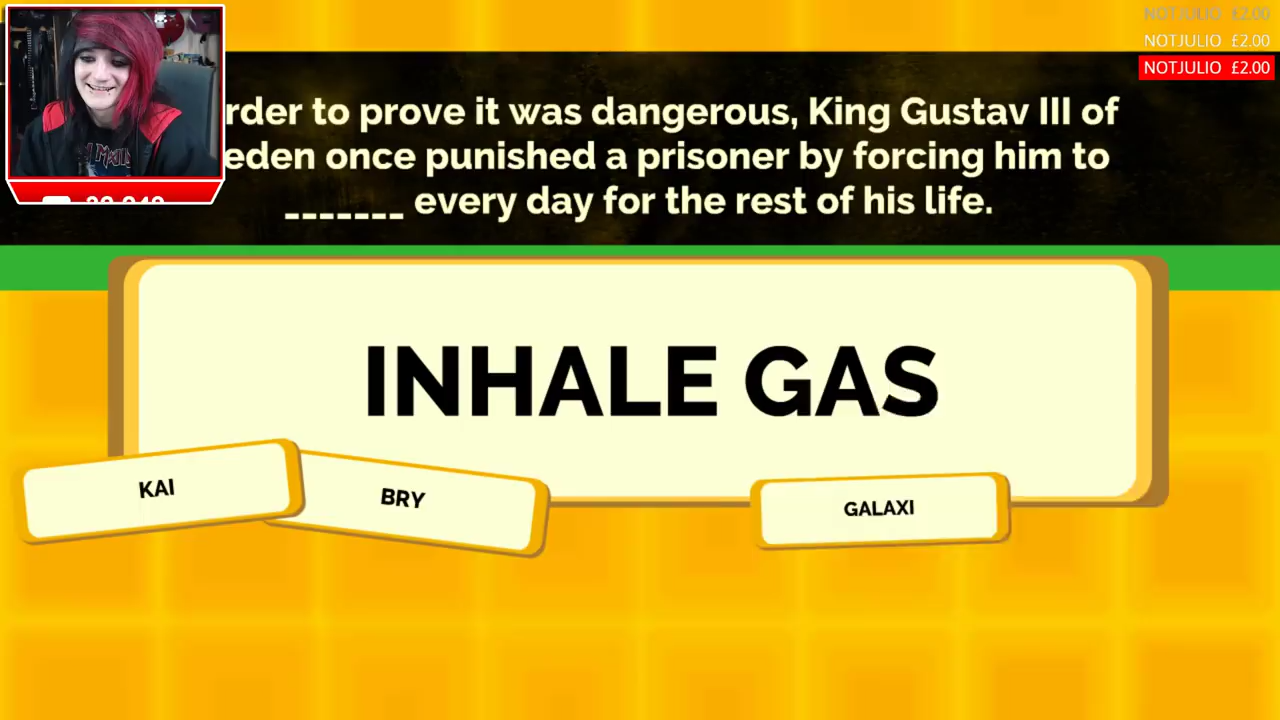 NOTJULIO £2.00
NOTJULIO £2.00
NOTJULIO £2.00
rder to prove it was dangerous, King Gustav III of
eden once punished a prisoner by forcing him to
_______ every day for the rest of his life.
INHALE GAS
KAI
BRY
GALAXI